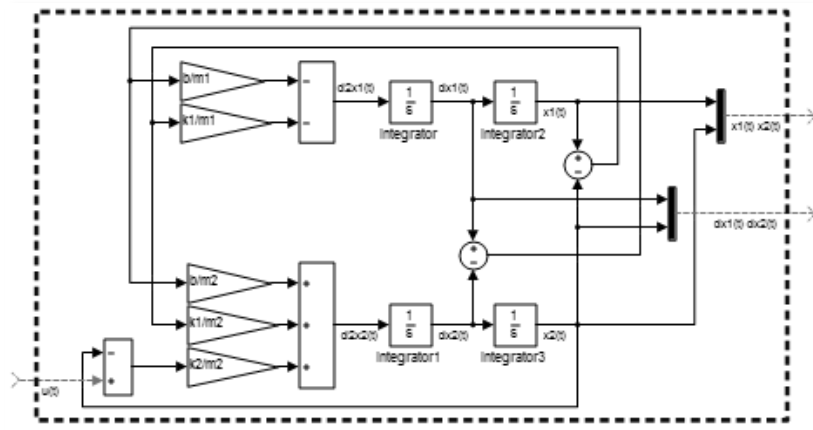 b/m1
k1/m1
−
−
d2x1(t)
1
s
Integrator
dx1(t)
1
s
Integrator2
x1(t)
+
−
x1(t) x2(t)
dx1(t) dx2(t)
+
−
b/m2
k1/m2
k2/m2
+
+
+
d2x2(t)
1
s
Integrator1
dx2(t)
1
s
Integrator3
x2(t)
−
+
u(t)